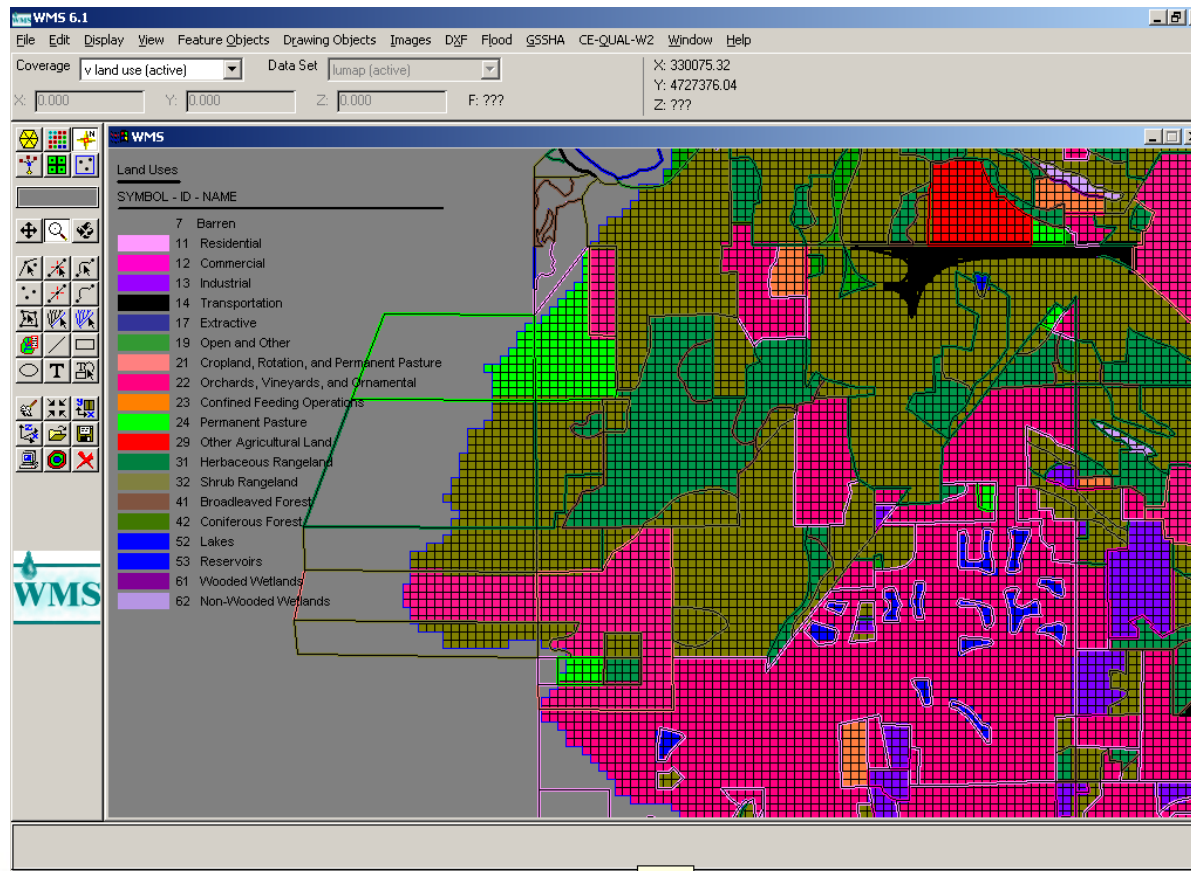 WMS 6.1
File Edit Display View Feature Objects Drawing Objects Images DXF Flood GSSHA CE-QUAL-W2 Window Help
Coverage v land use (active) Data Set lumap (active) X: 330075.32
Y: 4727376.04
X: 0.000 Y: 0.000 Z: 0.000 F: ??? Z: ???
WMS
Land Uses
SYMBOL - ID - NAME
7 Barren
11 Residential
12 Commercial
13 Industrial
14 Transportation
17 Extractive
19 Open and Other
21 Cropland, Rotation, and Permanent Pasture
22 Orchards, Vineyards, and Ornamental
23 Confined Feeding Operations
24 Permanent Pasture
29 Other Agricultural Land
31 Herbaceous Rangeland
32 Shrub Rangeland
41 Broadleaved Forest
42 Coniferous Forest
52 Lakes
53 Reservoirs
61 Wooded Wetlands
62 Non-Wooded Wetlands
T
WMS